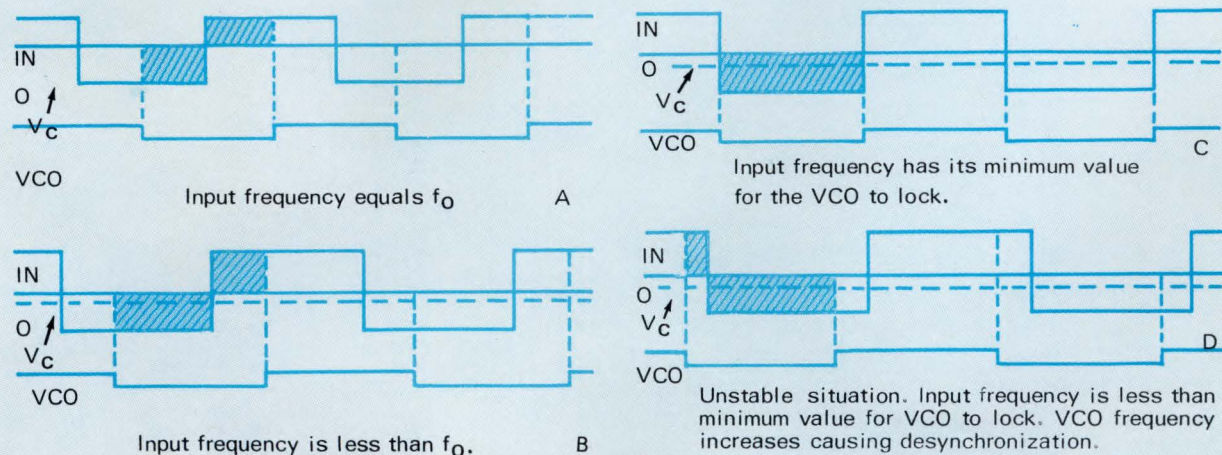 IN
O
VC
VCO
Input frequency equals fo
A
IN
O
VC
VCO
Input frequency is less than fo.
B
IN
O
VC
VCO
C
Input frequency has its minimum value
for the VCO to lock.
IN
O
VC
D
VCO
Unstable situation. Input frequency is less than
minimum value for VCO to lock. VCO frequency
increases causing desynchronization.